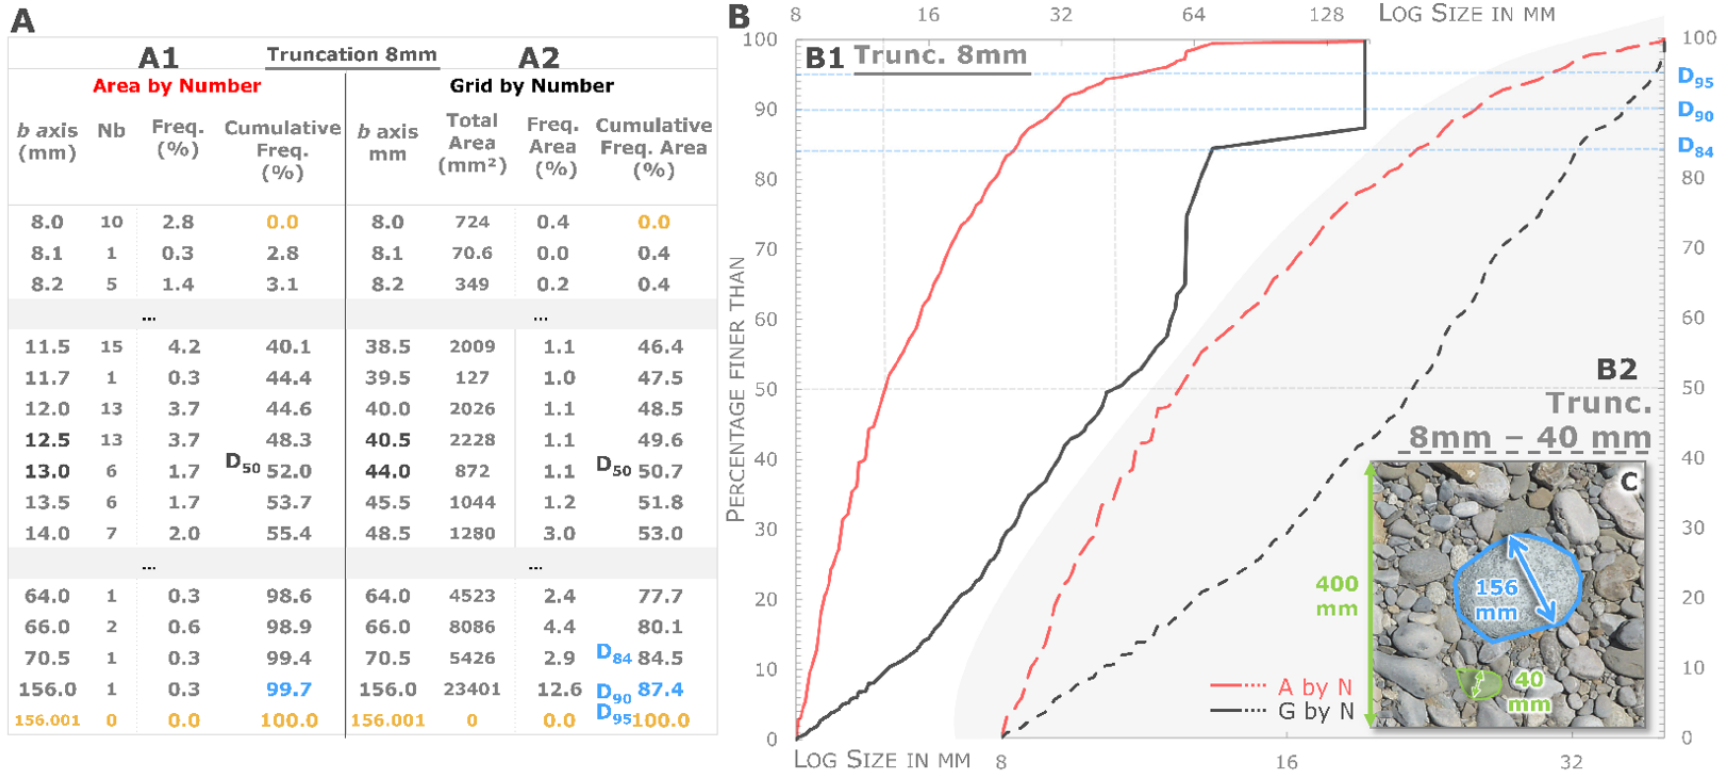 A
A1 Truncation 8mm A2
Area by Number Grid by Number
b axis (mm) Nb Freq. (%) Cumulative Freq. (%) b axis mm Total Area (mm²) Freq. Area (%) Cumulative Freq. Area (%)
8.0 10 2.8 0.0 8.0 724 0.4 0.0
8.1 1 0.3 2.8 8.1 70.6 0.0 0.4
8.2 5 1.4 3.1 8.2 349 0.2 0.4
... ...
11.5 15 4.2 40.1 38.5 2009 1.1 46.4
11.7 1 0.3 44.4 39.5 127 1.0 47.5
12.0 13 3.7 44.6 40.0 2026 1.1 48.5
12.5 13 3.7 48.3 40.5 2228 1.1 49.6
13.0 6 1.7 D50 52.0 44.0 872 1.1 D50 50.7
13.5 6 1.7 53.7 45.5 1044 1.2 51.8
14.0 7 2.0 55.4 48.5 1280 3.0 53.0
... ...
64.0 1 0.3 98.6 64.0 4523 2.4 77.7
66.0 2 0.6 98.9 66.0 8086 4.4 80.1
70.5 1 0.3 99.4 70.5 5426 2.9 D84 84.5
156.0 1 0.3 99.7 156.0 23401 12.6 D90 87.4
156.001 0 0.0 100.0 156.001 0 0.0 D95 100.0
B
8 16 32 64 128 LOG SIZE IN MM
B1 Trunc. 8mm
PERCENTAGE FINER THAN
100
90
80
70
60
50
40
30
20
10
0
100
D95
D90
90
D84
80
70
60
50
40
30
20
10
0
B2
Trunc.
8mm – 40 mm
C
400 mm
156 mm
40 mm
A by N
G by N
LOG SIZE IN MM 8 16 32